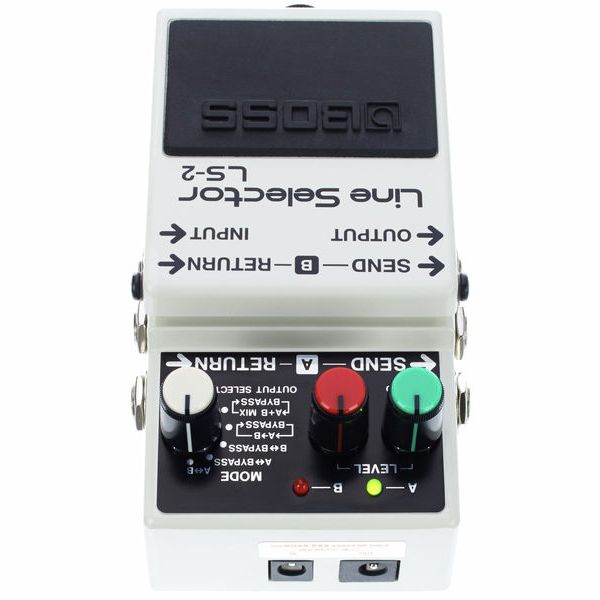 A B
LEVEL
MODE
A↔B
A↔BYPASS
B↔BYPASS
A→B
BYPASS
A+B MIX
BYPASS
OUTPUT SELECT
← SEND A RETURN ←
← SEND B RETURN ←
← OUTPUT INPUT ←
Line Selector
LS-2
BOSS